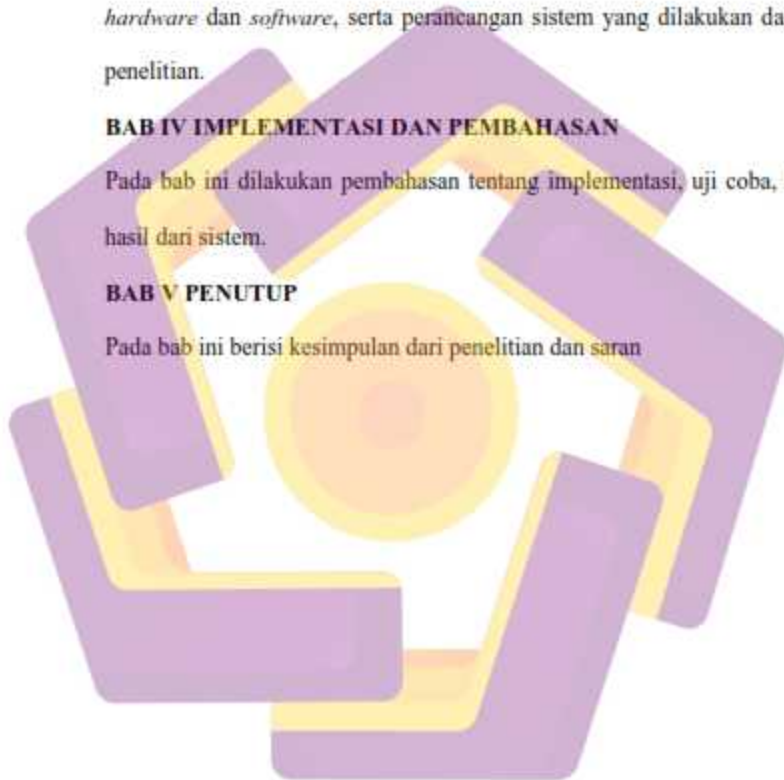 hardware dan software, serta perancangan sistem yang dilakukan da
penelitian.
BAB IV IMPLEMENTASI DAN PEMBAHASAN
Pada bab ini dilakukan pembahasan tentang implementasi, uji coba,
hasil dari sistem.
BAB V PENUTUP
Pada bab ini berisi kesimpulan dari penelitian dan saran